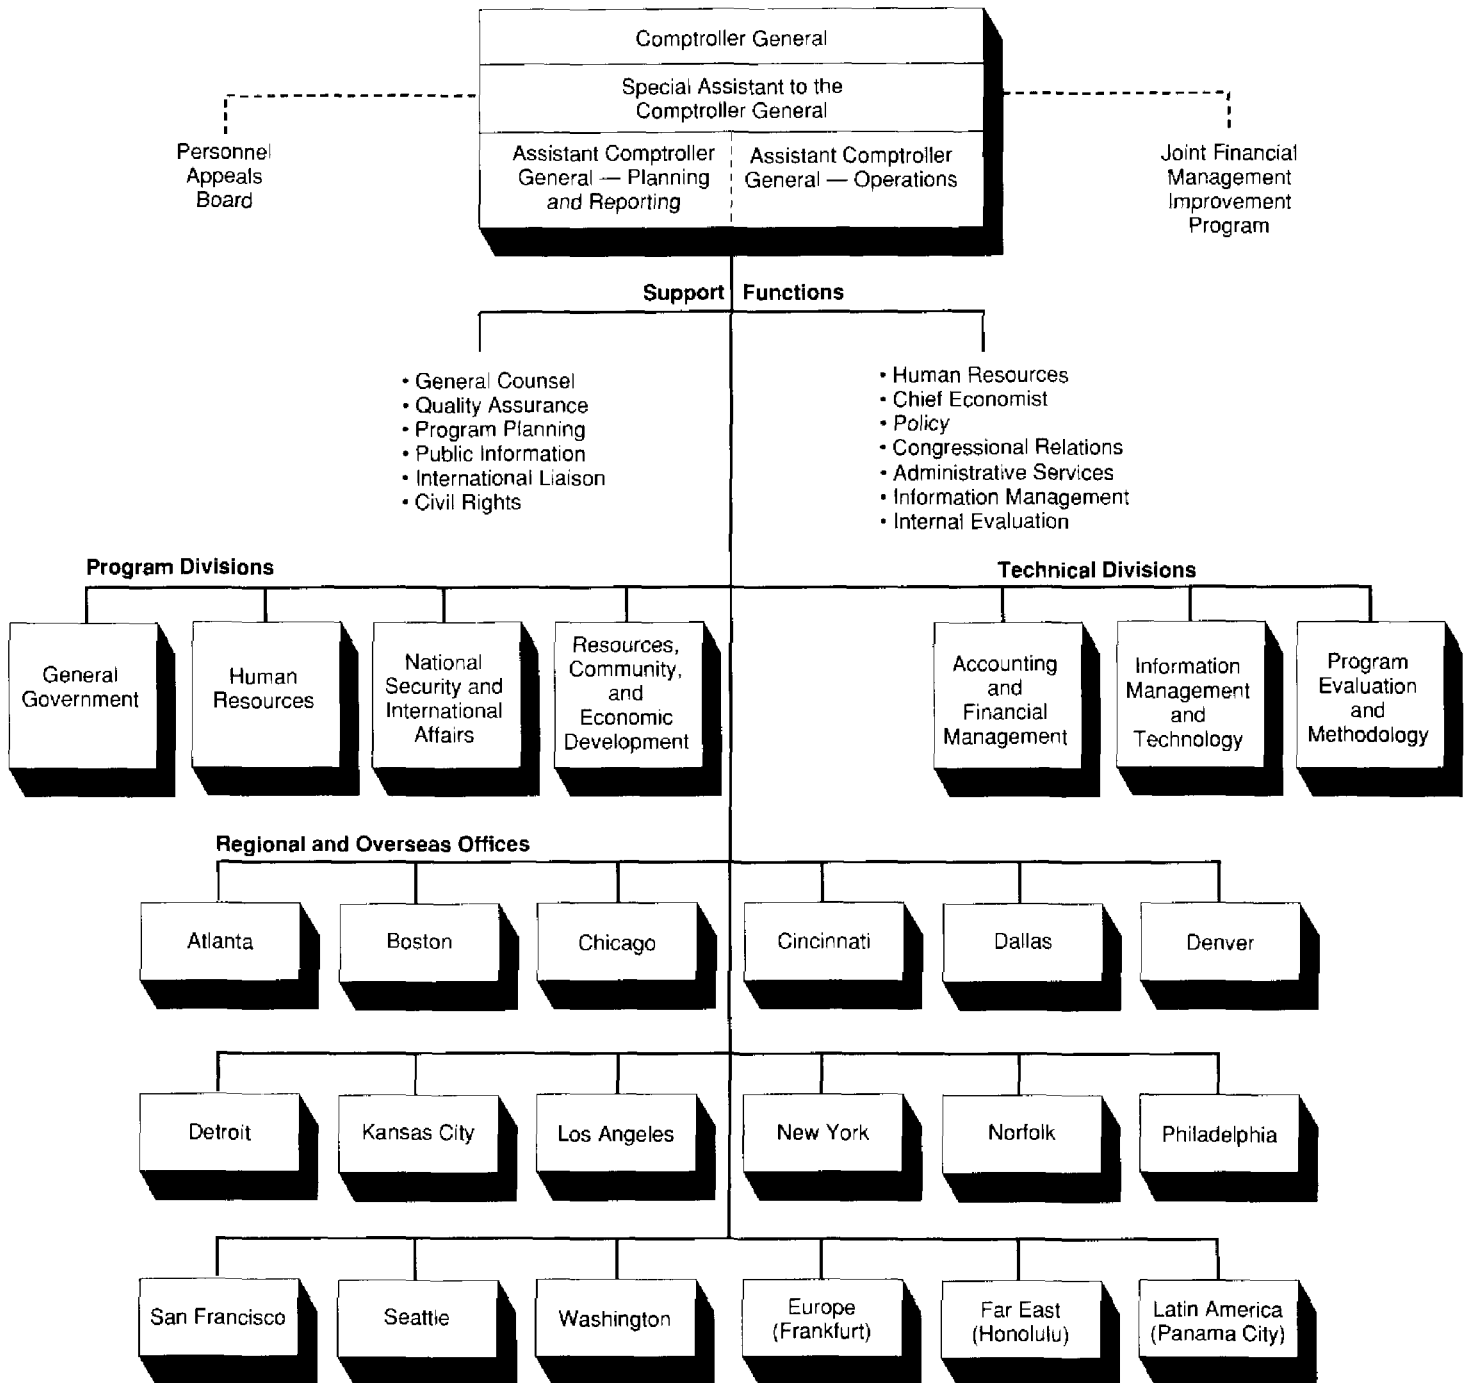 Comptroller General
Special Assistant to the
Comptroller General
Assistant Comptroller
General — Planning
and Reporting
Assistant Comptroller
General — Operations
Personnel
Appeals
Board
Joint Financial
Management
Improvement
Program
Support Functions
• General Counsel
• Quality Assurance
• Program Planning
• Public Information
• International Liaison
• Civil Rights
• Human Resources
• Chief Economist
• Policy
• Congressional Relations
• Administrative Services
• Information Management
• Internal Evaluation
Program Divisions
General
Government
Human
Resources
National
Security and
International
Affairs
Resources,
Community,
and
Economic
Development
Technical Divisions
Accounting
and
Financial
Management
Information
Management
and
Technology
Program
Evaluation
and
Methodology
Regional and Overseas Offices
Atlanta
Boston
Chicago
Cincinnati
Dallas
Denver
Detroit
Kansas City
Los Angeles
New York
Norfolk
Philadelphia
San Francisco
Seattle
Washington
Europe
(Frankfurt)
Far East
(Honolulu)
Latin America
(Panama City)